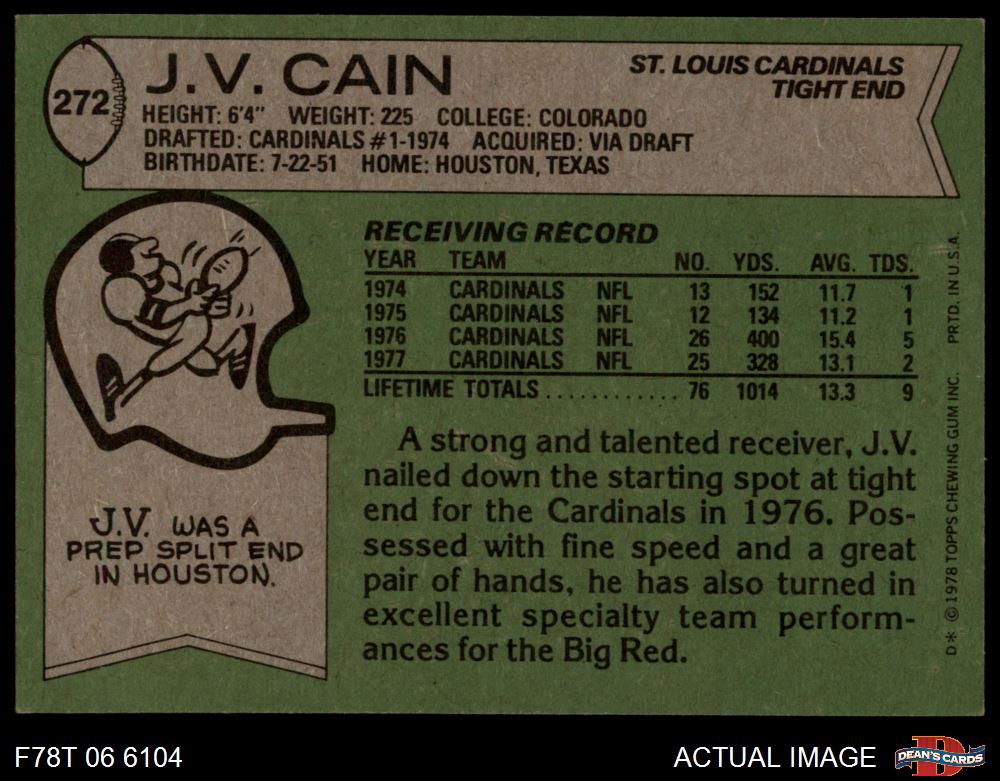 272
J.V. CAIN
ST. LOUIS CARDINALS
TIGHT END
HEIGHT: 6'4" WEIGHT: 225 COLLEGE: COLORADO
DRAFTED: CARDINALS #1-1974 ACQUIRED: VIA DRAFT
BIRTHDATE: 7-22-51 HOME: HOUSTON, TEXAS
J.V. WAS A
PREP SPLIT END
IN HOUSTON.
RECEIVING RECORD
YEAR TEAM NO. YDS. AVG. TDS.
1974 CARDINALS NFL 13 152 11.7 1
1975 CARDINALS NFL 12 134 11.2 1
1976 CARDINALS NFL 26 400 15.4 5
1977 CARDINALS NFL 25 328 13.1 2
LIFETIME TOTALS ............ 76 1014 13.3 9
A strong and talented receiver, J.V.
nailed down the starting spot at tight
end for the Cardinals in 1976. Pos-
sessed with fine speed and a great
pair of hands, he has also turned in
excellent specialty team perform-
ances for the Big Red.
D* © 1978 TOPPS CHEWING GUM INC. PRTD. IN U.S.A.
F78T 06 6104
ACTUAL IMAGE
D
DEAN'S CARDS